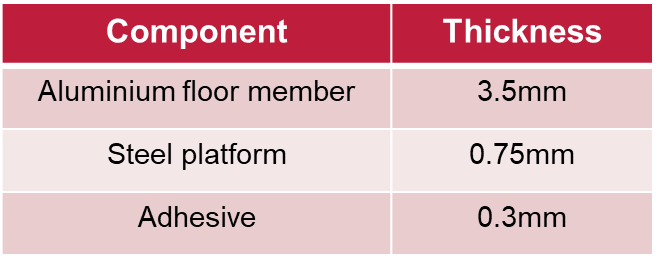 Component Thickness
Aluminium floor member 3.5mm
Steel platform 0.75mm
Adhesive 0.3mm